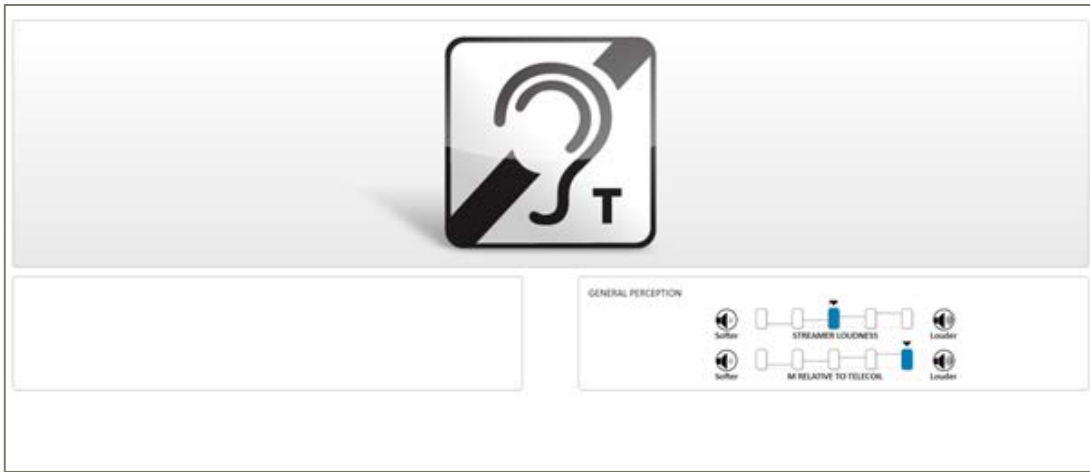 T
GENERAL PERCEPTION
Softer STREAMER LOUDNESS Louder
Softer M RELATIVE TO TELECOIL Louder